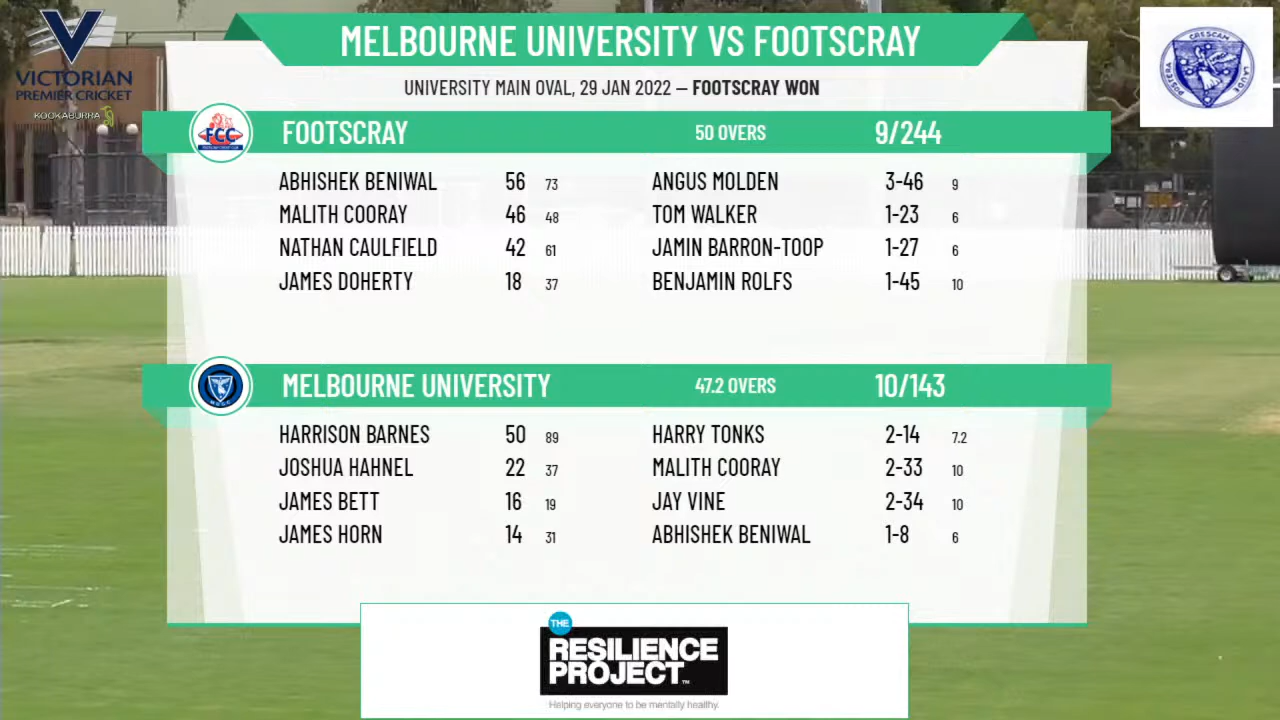 MELBOURNE UNIVERSITY VS FOOTSCRAY
VICTORIAN
PREMIER CRICKET
KOOKABURRA
UNIVERSITY MAIN OVAL, 29 JAN 2022 – FOOTSCRAY WON
FCC
FOOTSCRAY 50 OVERS 9/244
ABHISHEK BENIWAL 56 73 ANGUS MOLDEN 3-46 9
MALITH COORAY 46 48 TOM WALKER 1-23 6
NATHAN CAULFIELD 42 61 JAMIN BARRON-TOOP 1-27 6
JAMES DOHERTY 18 37 BENJAMIN ROLFS 1-45 10
MELBOURNE UNIVERSITY 47.2 OVERS 10/143
HARRISON BARNES 50 89 HARRY TONKS 2-14 7.2
JOSHUA HAHNEL 22 37 MALITH COORAY 2-33 10
JAMES BETT 16 19 JAY VINE 2-34 10
JAMES HORN 14 31 ABHISHEK BENIWAL 1-8 6
THE
RESILIENCE
PROJECT™
Helping everyone to be mentally healthy.